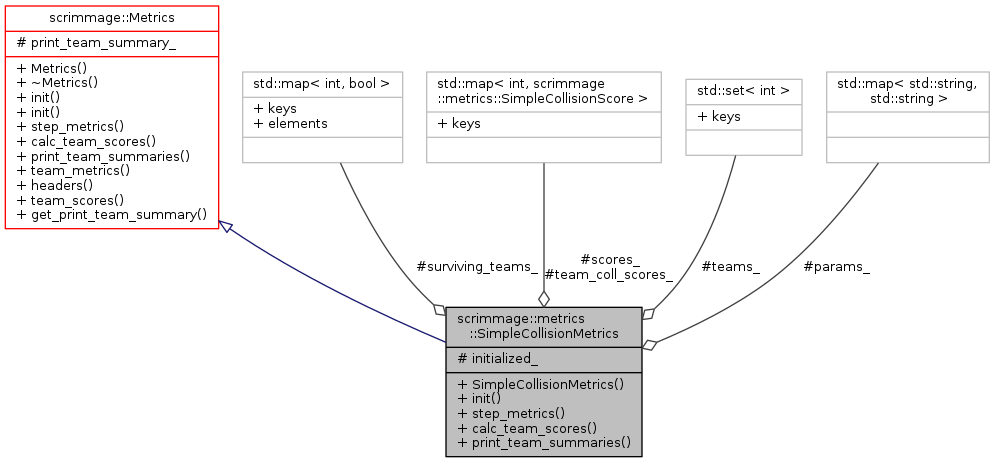 scrimmage::Metrics
# print_team_summary_
+ Metrics()
+ ~Metrics()
+ init()
+ init()
+ step_metrics()
+ calc_team_scores()
+ print_team_summaries()
+ team_metrics()
+ headers()
+ team_scores()
+ get_print_team_summary()
std::map< int, bool >
+ keys
+ elements
std::map< int, scrimmage
::metrics::SimpleCollisionScore >
+ keys
std::set< int >
+ keys
std::map< std::string,
std::string >
#surviving_teams_
#scores_
#team_coll_scores_
#teams_
#params_
scrimmage::metrics
::SimpleCollisionMetrics
# initialized_
+ SimpleCollisionMetrics()
+ init()
+ step_metrics()
+ calc_team_scores()
+ print_team_summaries()